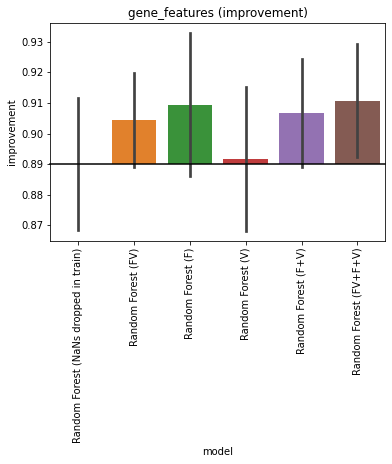 gene_features (improvement)
improvement
0.93
0.92
0.91
0.90
0.89
0.88
0.87
Random Forest (NaNs dropped in train)
Random Forest (FV)
Random Forest (F)
Random Forest (V)
Random Forest (F+V)
Random Forest (FV+F+V)
model